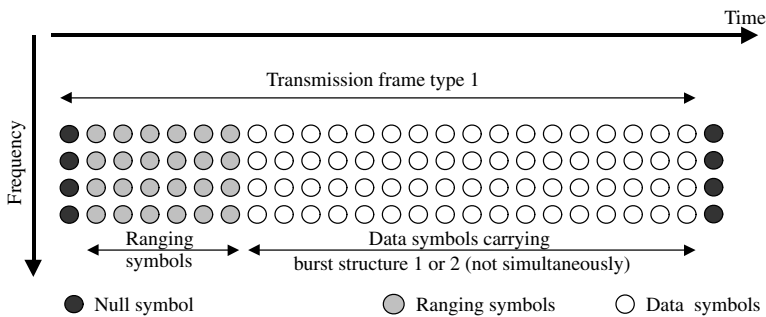 Time
Transmission frame type 1
Frequency
Ranging
symbols
Data symbols carrying
burst structure 1 or 2 (not simultaneously)
Null symbol
Ranging symbols
Data symbols